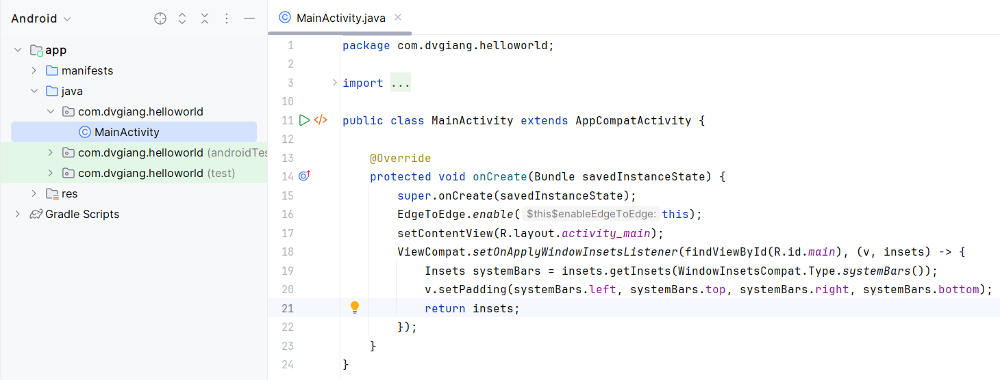 Android
MainActivity.java
app
manifests
java
com.dvgiang.helloworld
MainActivity
com.dvgiang.helloworld (androidTes
com.dvgiang.helloworld (test)
res
Gradle Scripts
1 package com.dvgiang.helloworld;
2
3 import ...
10
11 public class MainActivity extends AppCompatActivity {
12
13 @Override
14 protected void onCreate(Bundle savedInstanceState) {
15 super.onCreate(savedInstanceState);
16 EdgeToEdge.enable( $this$enableEdgeToEdge: this);
17 setContentView(R.layout.activity_main);
18 ViewCompat.setOnApplyWindowInsetsListener(findViewById(R.id.main), (v, insets) -> {
19 Insets systemBars = insets.getInsets(WindowInsetsCompat.Type.systemBars());
20 v.setPadding(systemBars.left, systemBars.top, systemBars.right, systemBars.bottom);
21 return insets;
22 });
23 }
24 }